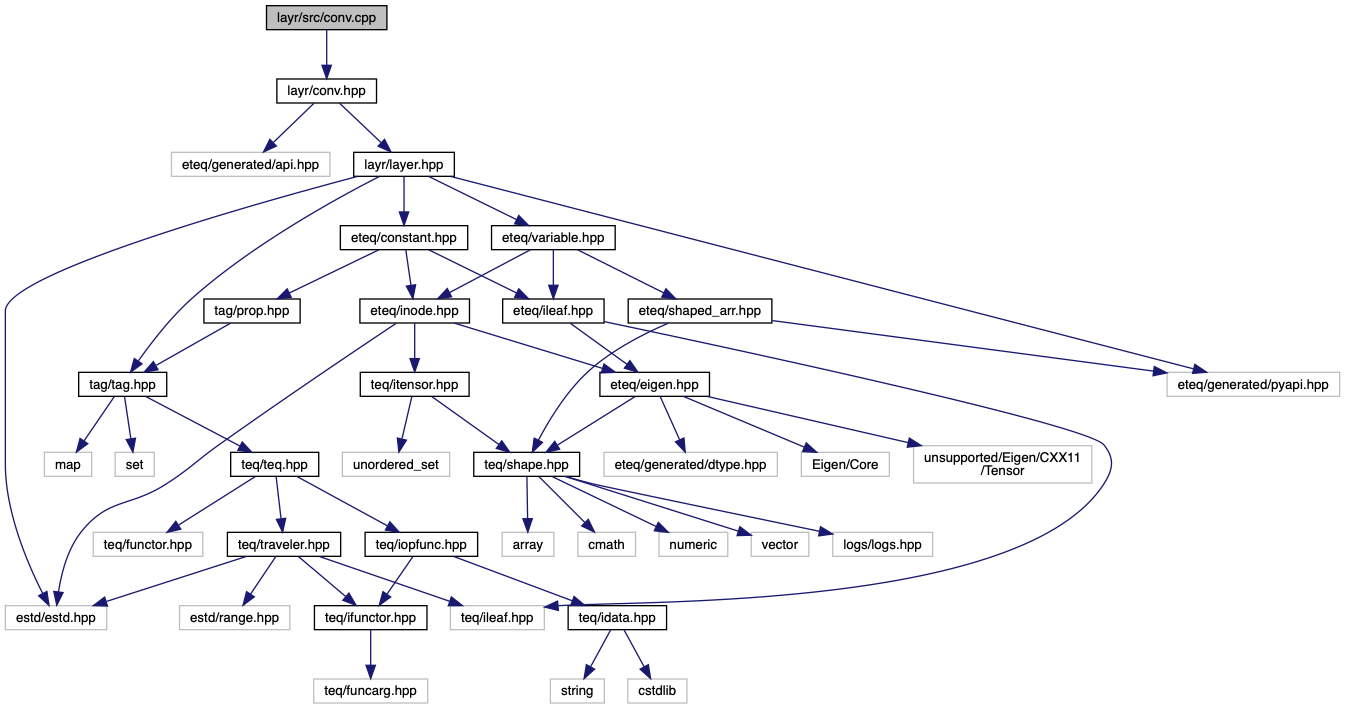 layr/src/conv.cpp
layr/conv.hpp
eteq/generated/api.hpp
layr/layer.hpp
eteq/constant.hpp
eteq/variable.hpp
tag/prop.hpp
eteq/inode.hpp
eteq/ileaf.hpp
eteq/shaped_arr.hpp
tag/tag.hpp
teq/itensor.hpp
eteq/eigen.hpp
eteq/generated/pyapi.hpp
map
set
teq/teq.hpp
unordered_set
teq/shape.hpp
eteq/generated/dtype.hpp
Eigen/Core
unsupported/Eigen/CXX11
/Tensor
teq/functor.hpp
teq/traveler.hpp
teq/iopfunc.hpp
array
cmath
numeric
vector
logs/logs.hpp
estd/estd.hpp
estd/range.hpp
teq/ifunctor.hpp
teq/ileaf.hpp
teq/idata.hpp
teq/funcarg.hpp
string
cstdlib